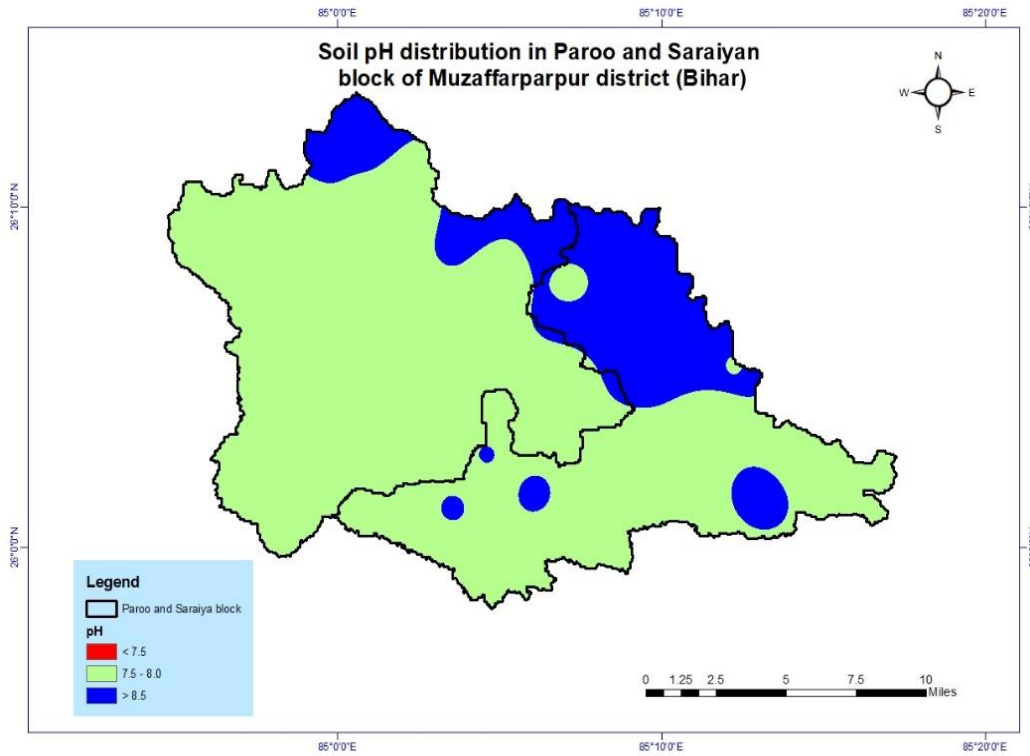 85°0'0"E
85°10'0"E
85°20'0"E
Soil pH distribution in Paroo and Saraiyan
block of Muzaffarparpur district (Bihar)
N
W
E
S
26°10'0"N
Legend
Paroo and Saraiya block
pH
< 7.5
7.5 - 8.0
> 8.5
26°0'0"N
0
1.25
2.5
5
7.5
10
Miles
85°0'0"E
85°10'0"E
85°20'0"E